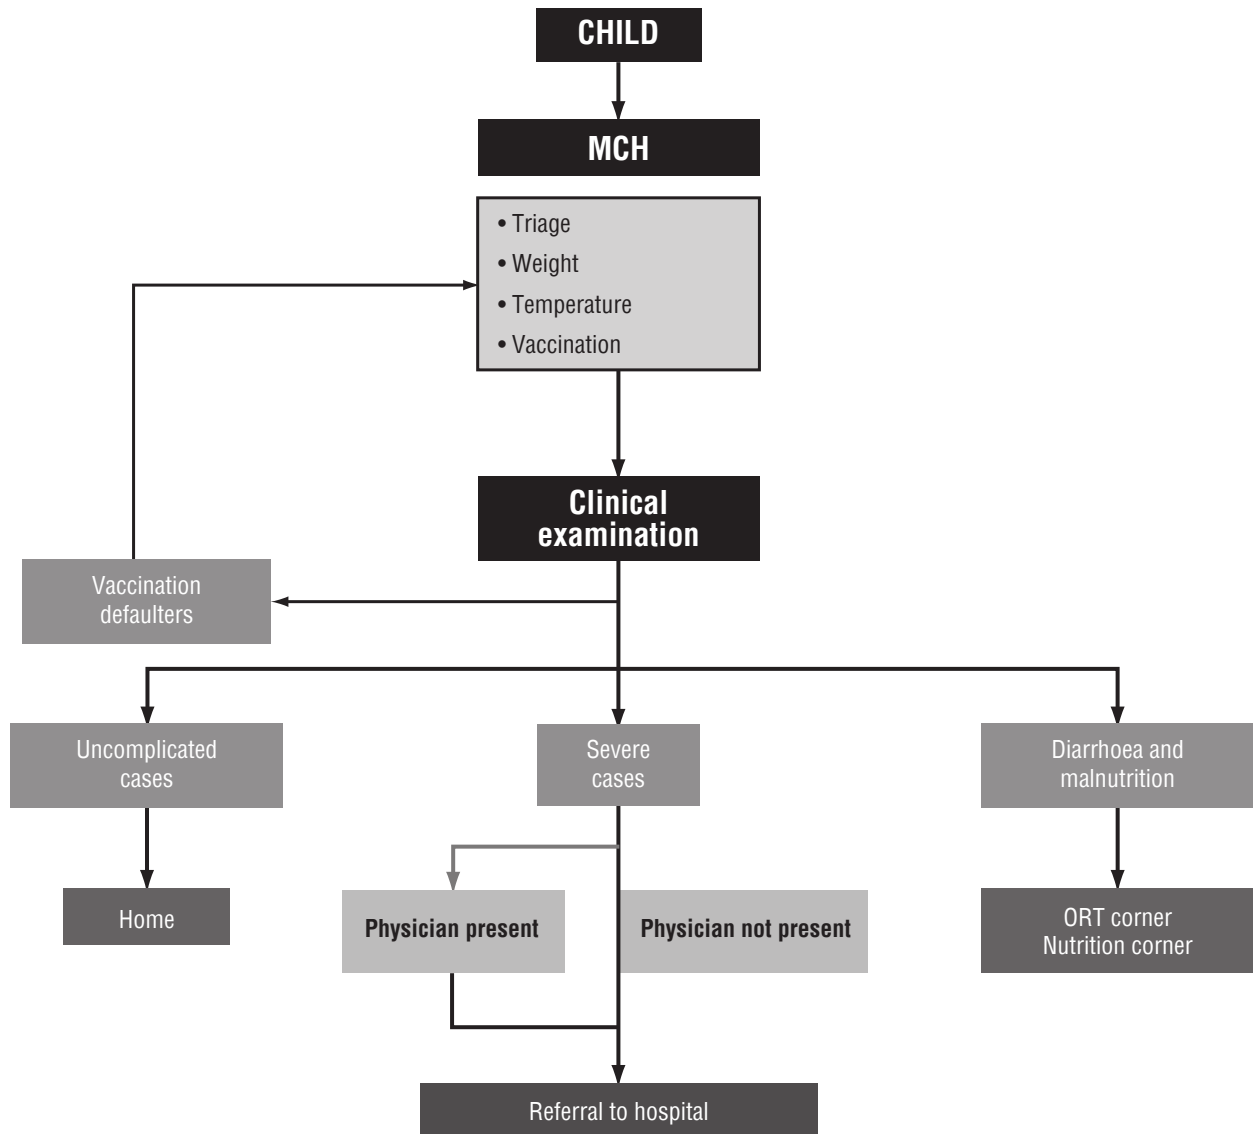 CHILD
MCH
• Triage
• Weight
• Temperature
• Vaccination
Clinical
examination
Vaccination
defaulters
Uncomplicated
cases
Severe
cases
Diarrhoea and
malnutrition
Home
Physician present
Physician not present
ORT corner
Nutrition corner
Referral to hospital